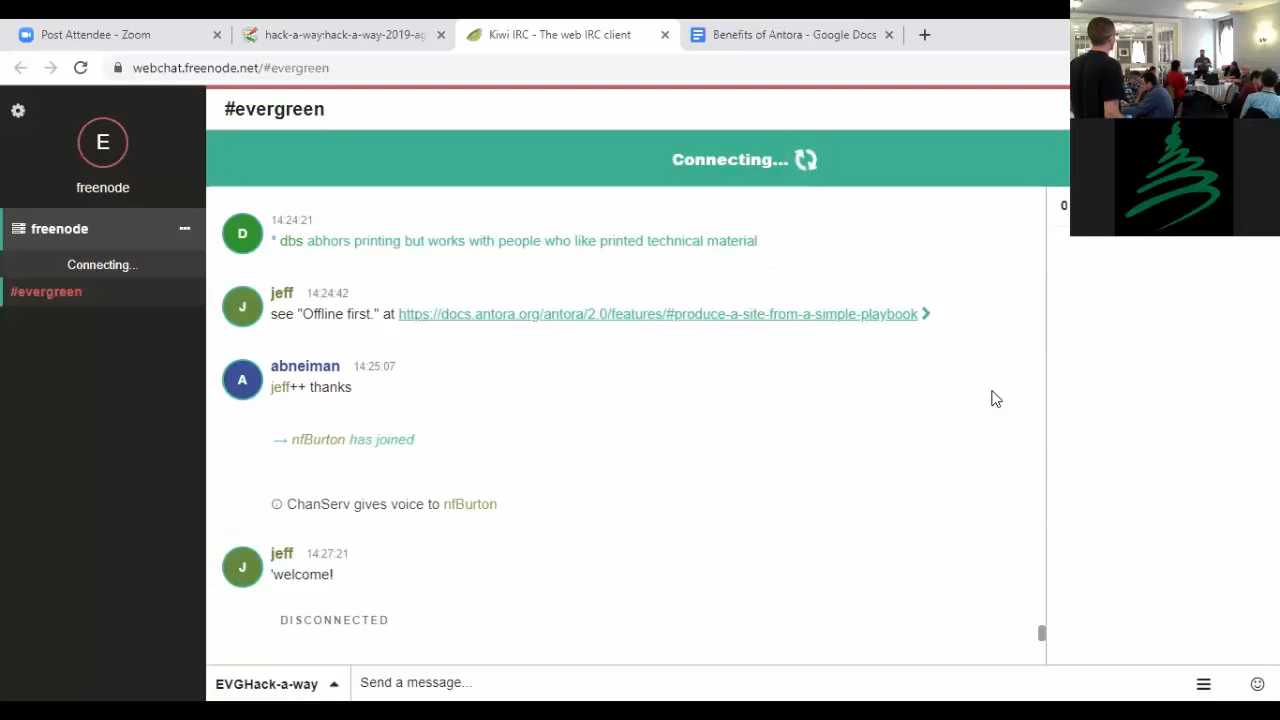 Post Attendee - Zoom
hack-a-way:hack-a-way-2019
Kiwi IRC - The web IRC client
Benefits of Antora - Google Docs
webchat.freenode.net/#evergreen
E
freenode
freenode
Connecting...
#evergreen
#evergreen
Connecting...
0
D
14:24:21
* dbs abhors printing but works with people who like printed technical material
J
jeff 14:24:42
see "Offline first." at https://docs.antora.org/antora/2.0/features/#produce-a-site-from-a-simple-playbook
A
abneiman 14:25:07
jeff++ thanks
→ nfBurton has joined
ChanServ gives voice to nfBurton
J
jeff 14:27:21
'welcome!
DISCONNECTED
EVGHack-a-way
Send a message...